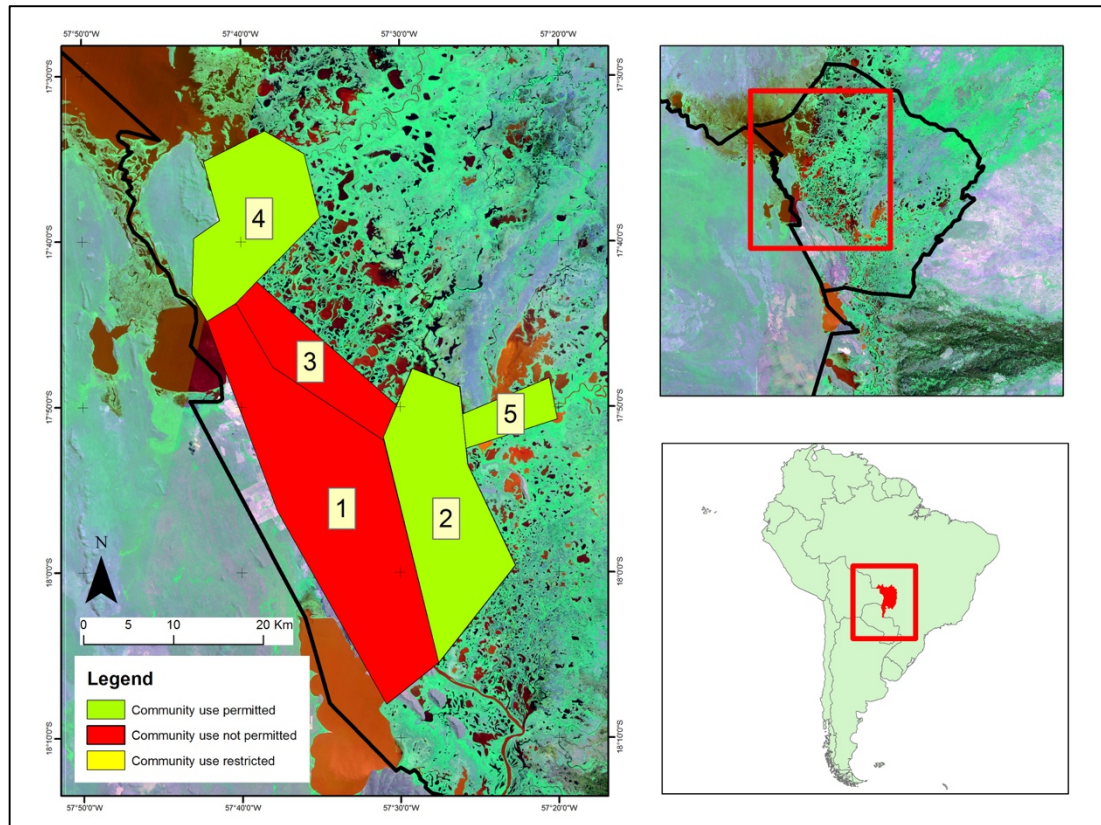 57°50'0"W 57°40'0"W 57°30'0"W 57°20'0"W
17°30'0"S 17°30'0"S
17°40'0"S 17°40'0"S
17°50'0"S 17°50'0"S
18°0'0"S 18°0'0"S
18°10'0"S 18°10'0"S
4
3
5
1
2
N
0 5 10 20 Km
Legend
Community use permitted
Community use not permitted
Community use restricted
57°50'0"W 57°40'0"W 57°30'0"W 57°20'0"W